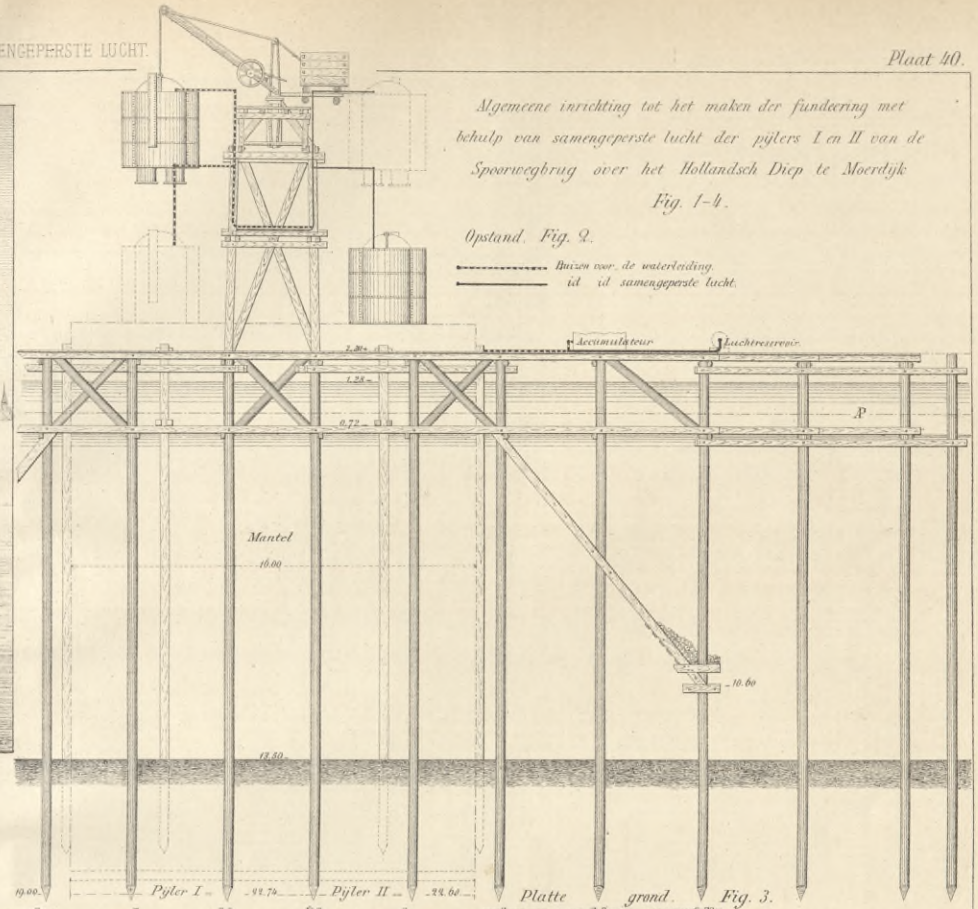 ENGEPERSTE LUCHT.
Plaat 40.
Algemeene inrichting tot het maken der fundeering met
behulp van samengeperste lucht der pijlers I en II van de
Spoorwegbrug over het Hollandsch Diep te Moerdijk
Fig. 1-4.
Opstand. Fig. 2.
Buizen voor de waterleiding.
id id samengeperste lucht.
Accumulateur
Luchtreservoir.
1.28
AP
0.72
Mantel
16.00
10.60
13.80
19.00
Pijler I
22.74
Pijler II
22.60
Platte grond. Fig. 3.